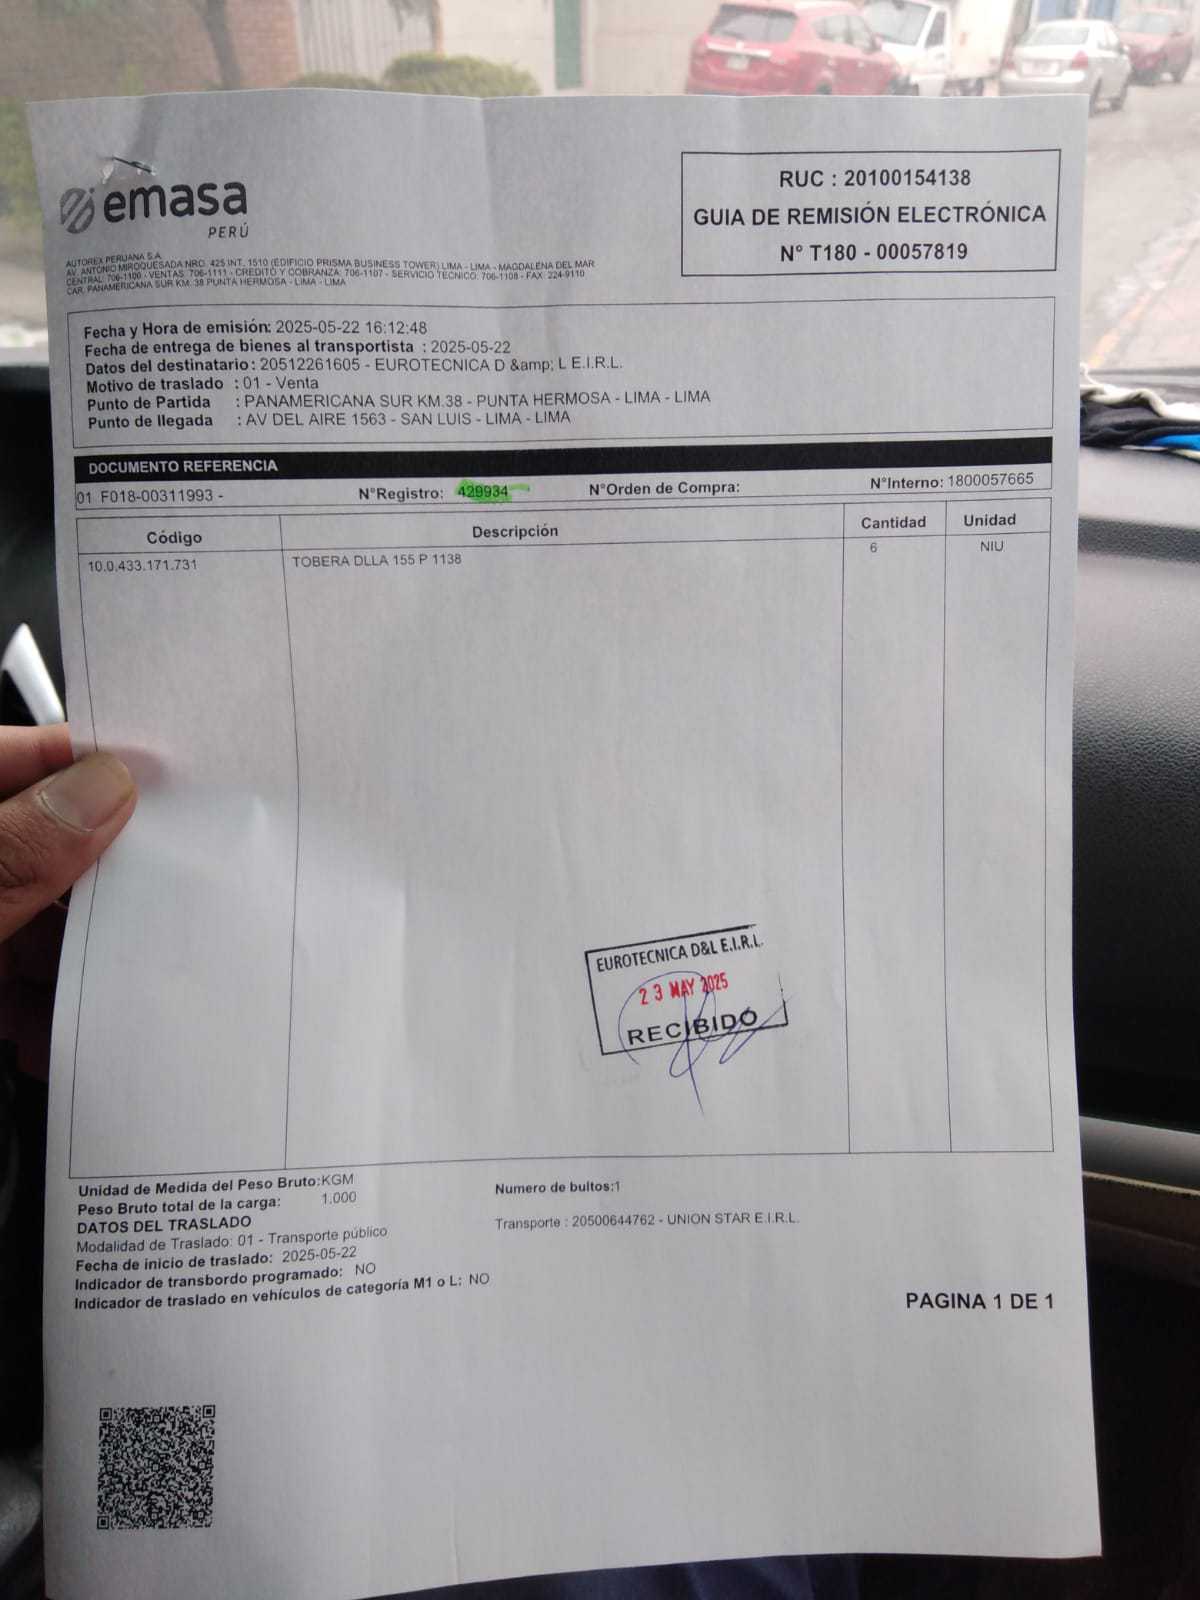 emasa
PERÚ
RUC : 20100154138
GUIA DE REMISIÓN ELECTRÓNICA
N° T180 - 00057819
AUTOREX PERUANA S.A.
AV. ANTONIO MIROQUESADA NRO. 425 INT. 1510 (EDIFICIO PRISMA BUSINESS TOWER) LIMA - LIMA - MAGDALENA DEL MAR
CENTRAL: 706-1100 - VENTAS: 706-1111 - CREDITO Y COBRANZA: 706-1107 - SERVICIO TECNICO: 706-1108 - FAX: 224-9110
CAR. PANAMERICANA SUR KM. 38 PUNTA HERMOSA - LIMA - LIMA
Fecha y Hora de emisión: 2025-05-22 16:12:48
Fecha de entrega de bienes al transportista : 2025-05-22
Datos del destinatario : 20512261605 - EUROTECNICA D &amp; L E.I.R.L.
Motivo de traslado : 01 - Venta
Punto de Partida : PANAMERICANA SUR KM.38 - PUNTA HERMOSA - LIMA - LIMA
Punto de llegada : AV DEL AIRE 1563 - SAN LUIS - LIMA - LIMA
DOCUMENTO REFERENCIA
01 F018-00311993 - N°Registro: 429934 N°Orden de Compra: N°Interno: 1800057665
Código Descripción Cantidad Unidad
10.0.433.171.731 TOBERA DLLA 155 P 1138 6 NIU
EUROTECNICA D&L E.I.R.L.
23 MAY 2025
RECIBIDO
Unidad de Medida del Peso Bruto:KGM Numero de bultos:1
Peso Bruto total de la carga: 1.000
DATOS DEL TRASLADO Transporte : 20500644762 - UNION STAR E.I.R.L.
Modalidad de Traslado: 01 - Transporte público
Fecha de inicio de traslado: 2025-05-22
Indicador de transbordo programado: NO
Indicador de traslado en vehículos de categoría M1 o L: NO
PAGINA 1 DE 1